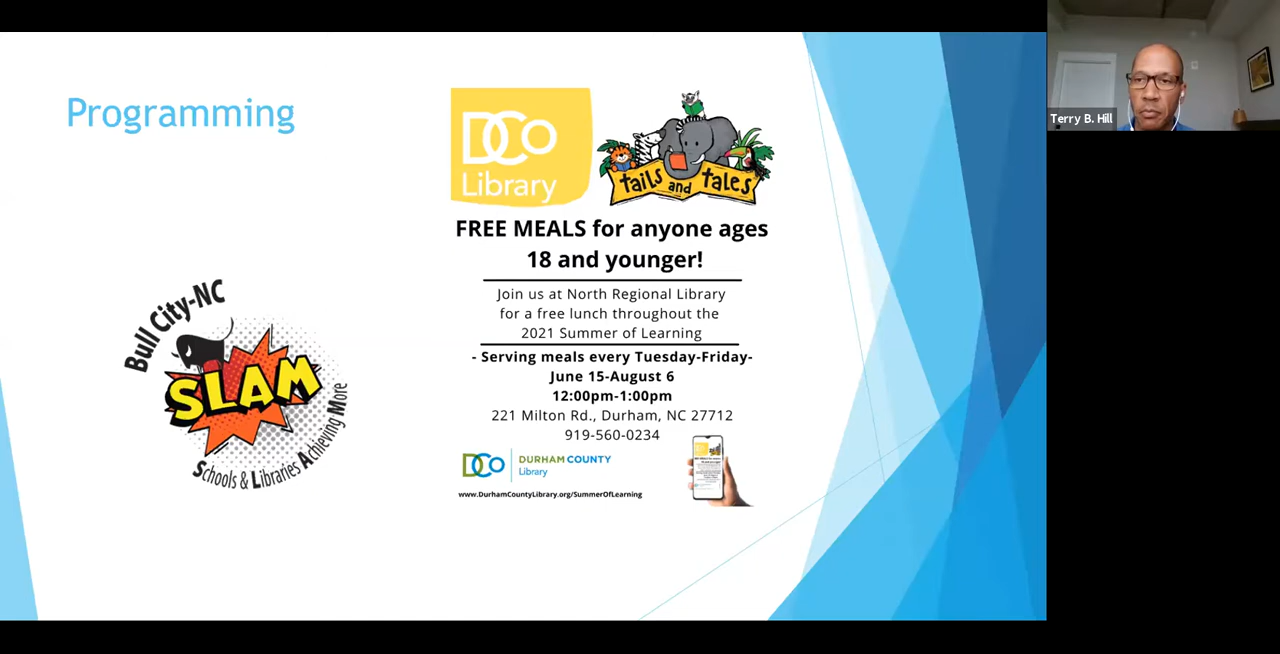 Programming
DCo
Library
tails and tales
FREE MEALS for anyone ages
18 and younger!
Join us at North Regional Library
for a free lunch throughout the
2021 Summer of Learning
- Serving meals every Tuesday-Friday-
June 15-August 6
12:00pm-1:00pm
221 Milton Rd., Durham, NC 27712
919-560-0234
DCo
DURHAM COUNTY
Library
www.DurhamCountyLibrary.org/SummerOfLearning
Bull City-NC
SLAM
Schools & Libraries Achieving More
Terry B. Hill